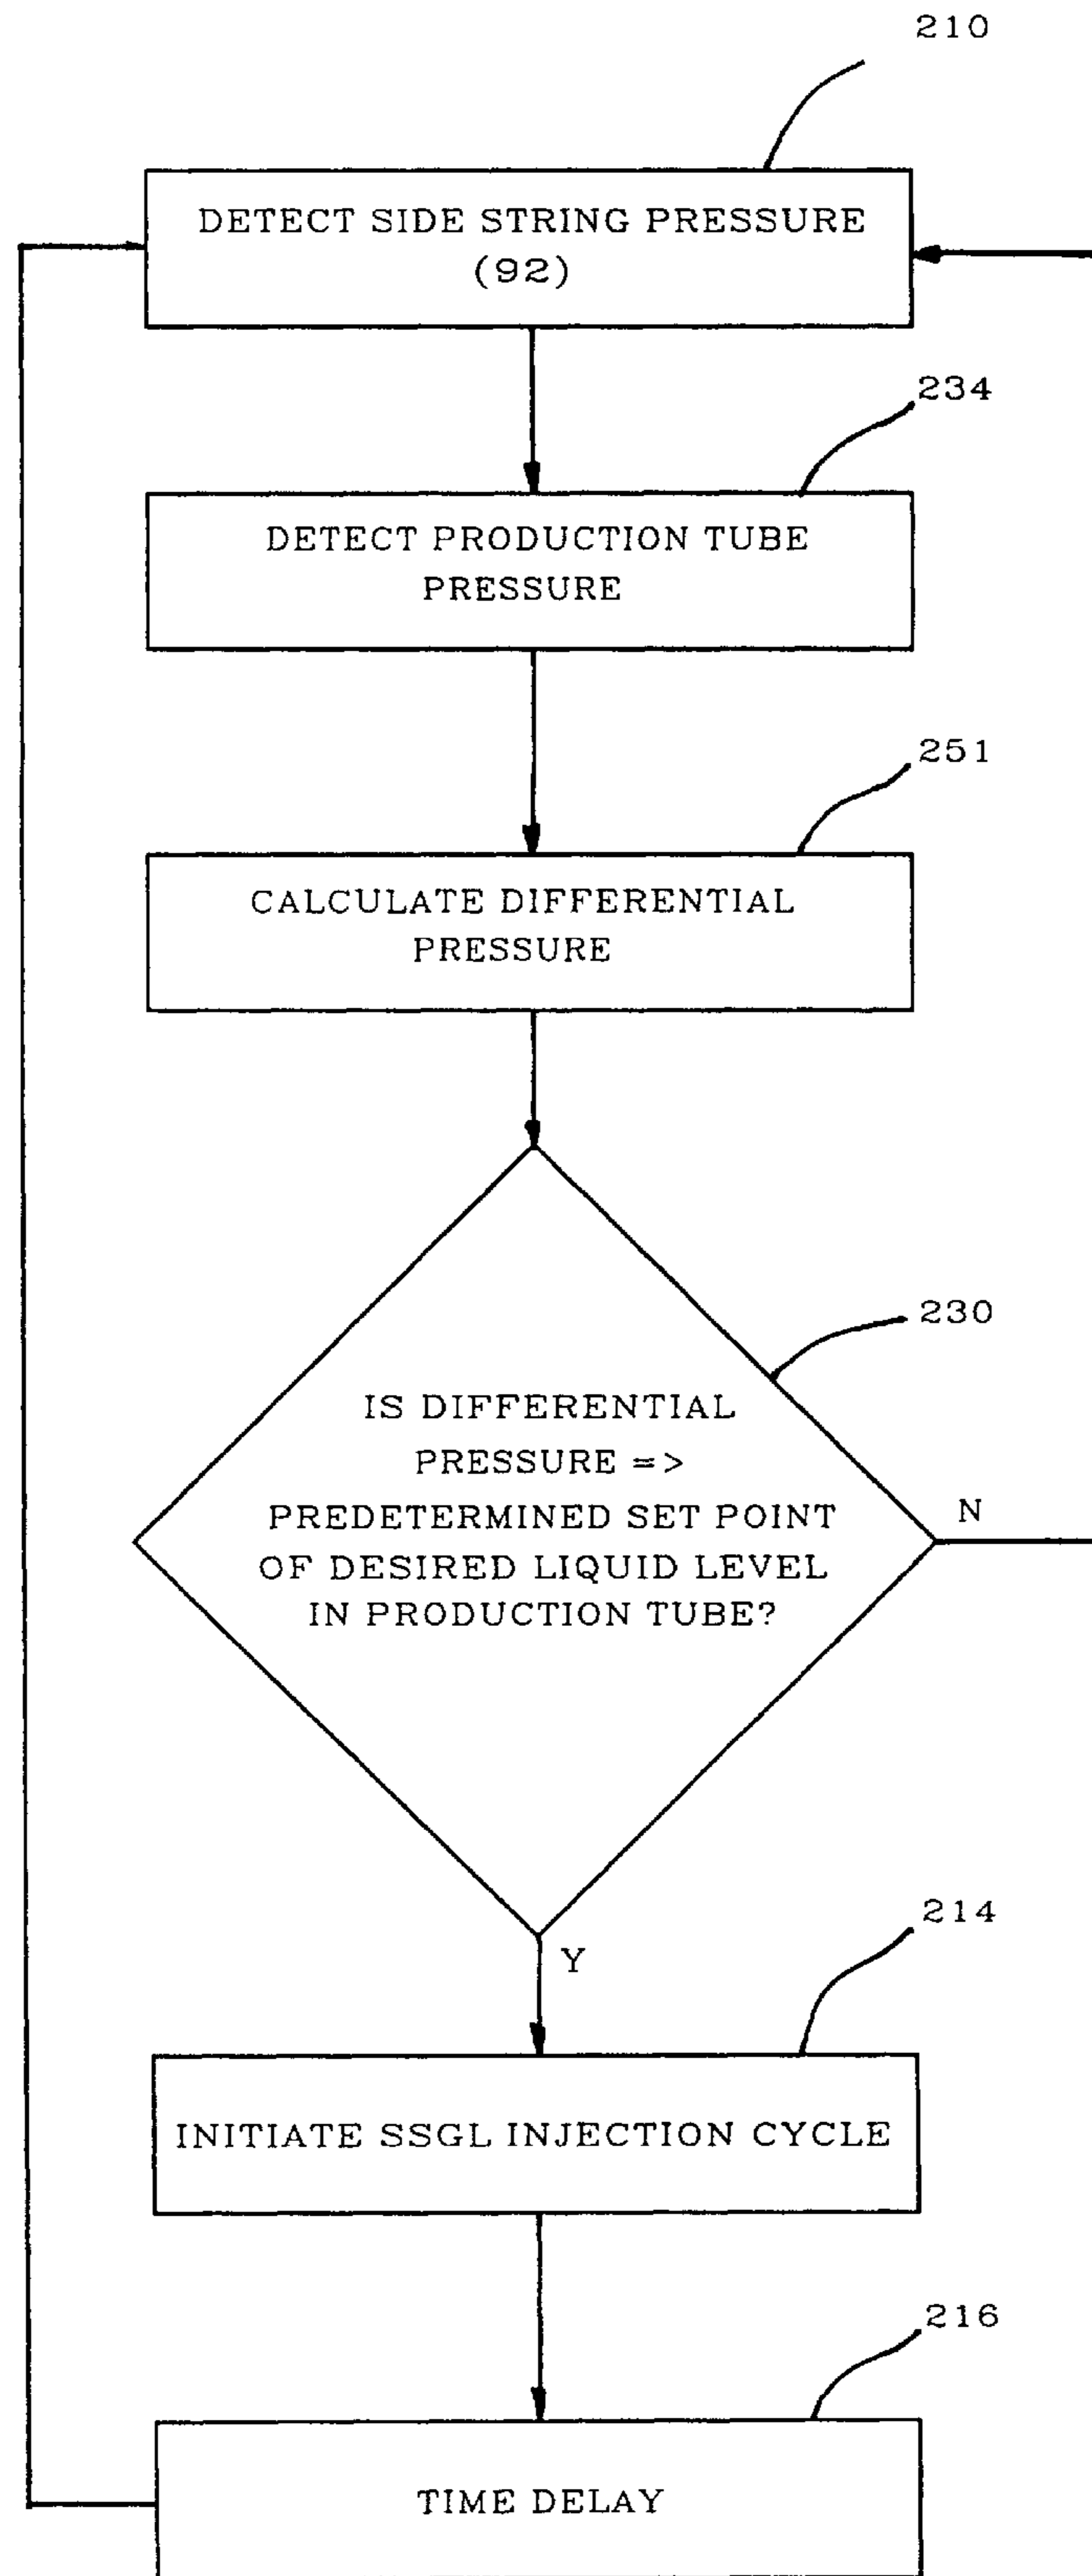 210
DETECT SIDE STRING PRESSURE
(92)
234
DETECT PRODUCTION TUBE
PRESSURE
251
CALCULATE DIFFERENTIAL
PRESSURE
230
IS DIFFERENTIAL
PRESSURE =>
PREDETERMINED SET POINT
OF DESIRED LIQUID LEVEL
IN PRODUCTION TUBE?
N
Y
214
INITIATE SSGL INJECTION CYCLE
216
TIME DELAY